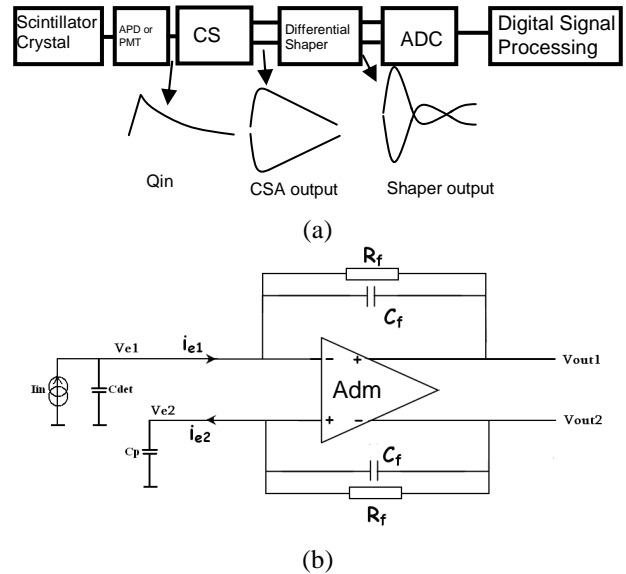 Scintillator Crystal
APD or PMT
CS
Differential Shaper
ADC
Digital Signal Processing
Qin
CSA output
Shaper output
(a)
Rf
Cf
Ve1
ie1
Vout1
Iin
Cdet
Adm
Ve2
ie2
Vout2
Cp
Cf
Rf
(b)